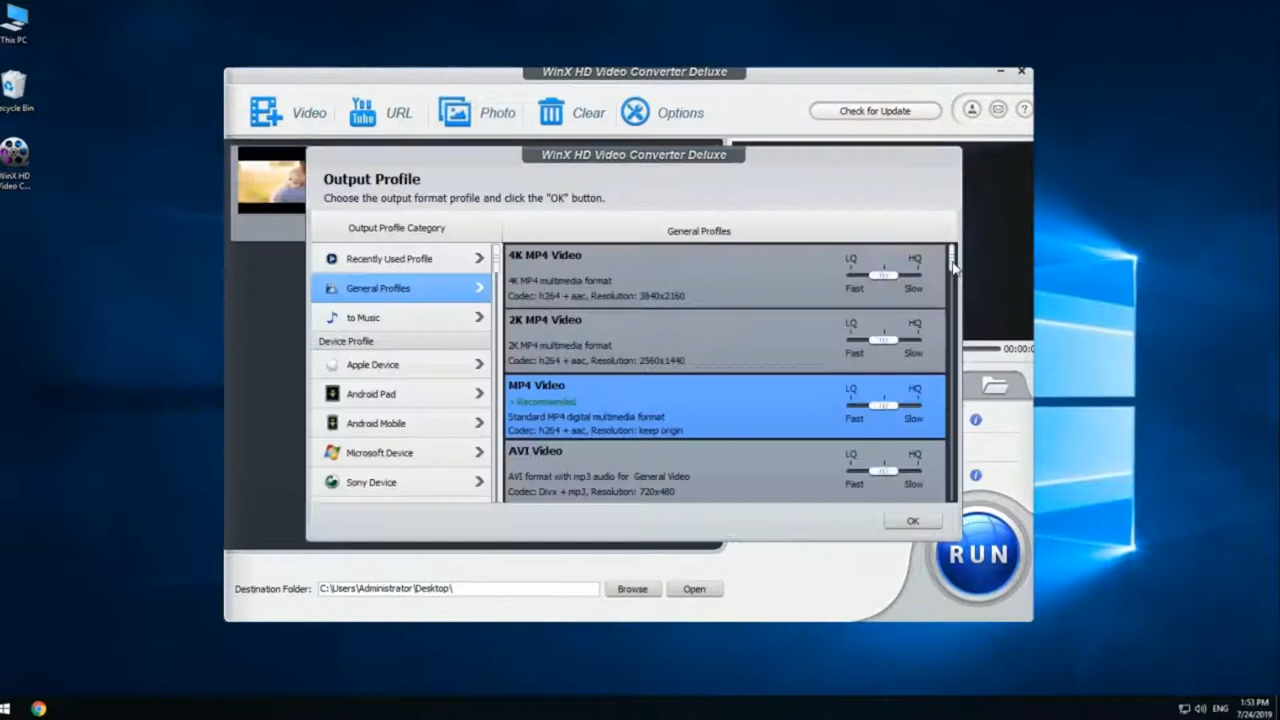 This PC
ecycle Bin
WinX HD
Video C...
WinX HD Video Converter Deluxe
Video
You
Tube
URL
Photo
Clear
Options
Check for Update
?
WinX HD Video Converter Deluxe
Output Profile
Choose the output format profile and click the "OK" button.
Output Profile Category
General Profiles
Recently Used Profile
General Profiles
to Music
Device Profile
Apple Device
Android Pad
Android Mobile
Microsoft Device
Sony Device
4K MP4 Video
4K MP4 multimedia format
Codec: h264 + aac, Resolution: 3840x2160
LQ HQ
Fast Slow
2K MP4 Video
2K MP4 multimedia format
Codec: h264 + aac, Resolution: 2560x1440
LQ HQ
Fast Slow
MP4 Video
> Recommended
Standard MP4 digital multimedia format
Codec: h264 + aac, Resolution: keep origin
LQ HQ
Fast Slow
AVI Video
AVI format with mp3 audio for General Video
Codec: Divx + mp3, Resolution: 720x480
LQ HQ
Fast Slow
OK
00:00:0
RUN
Destination Folder: C:\Users\Administrator\Desktop\
Browse
Open
ENG
1:53 PM
7/24/2019